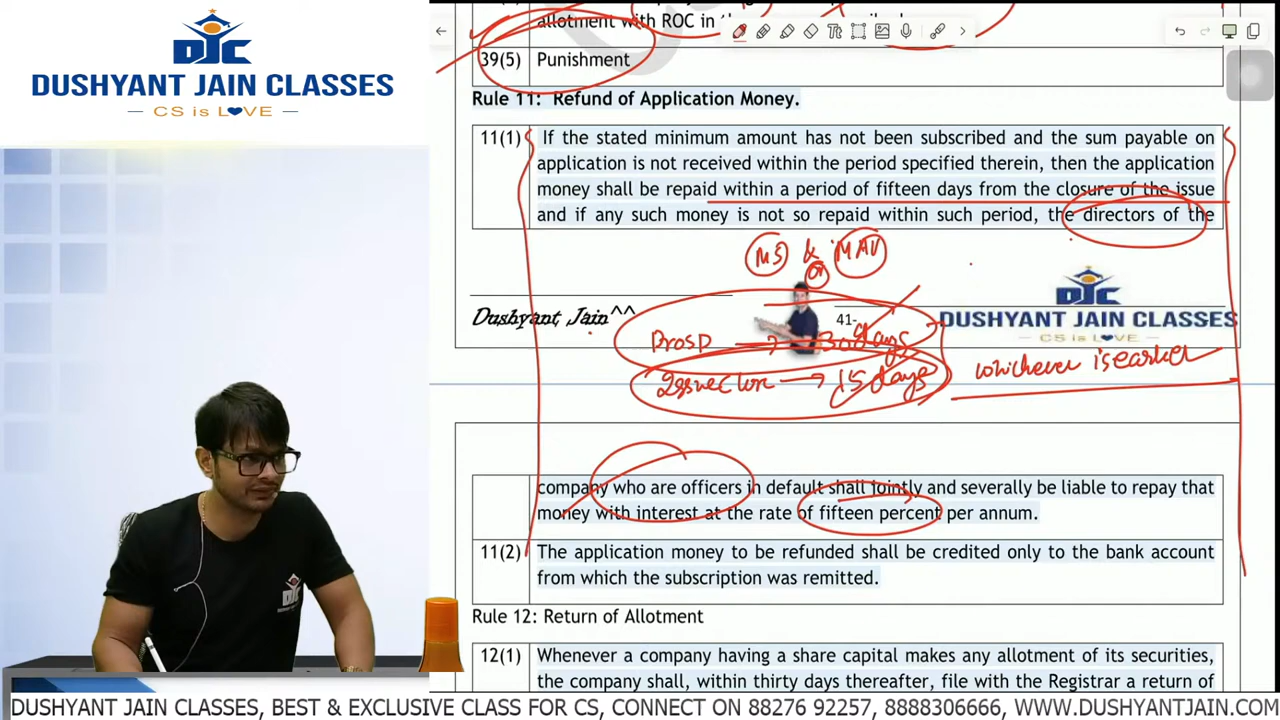 DJC
DUSHYANT JAIN CLASSES
— CS is LOVE —
allotment with ROC in the
39(5) Punishment
Rule 11: Refund of Application Money.
11(1) If the stated minimum amount has not been subscribed and the sum payable on
application is not received within the period specified therein, then the application
money shall be repaid within a period of fifteen days from the closure of the issue
and if any such money is not so repaid within such period, the directors of the
MS & MAV
or
DJC
Dushyant Jain^^
41-
DUSHYANT JAIN CLASSES
— CS is LOVE —
Prosp → 30 days
→ 15 days
whichever is earlier
company who are officers in default shall jointly and severally be liable to repay that
money with interest at the rate of fifteen percent per annum.
11(2) The application money to be refunded shall be credited only to the bank account
from which the subscription was remitted.
Rule 12: Return of Allotment
12(1) Whenever a company having a share capital makes any allotment of its securities,
the company shall, within thirty days thereafter, file with the Registrar a return of
DUSHYANT JAIN CLASSES, BEST & EXCLUSIVE CLASS FOR CS, CONNECT ON 88276 92257, 8888306666, WWW.DUSHYANTJAIN.COM